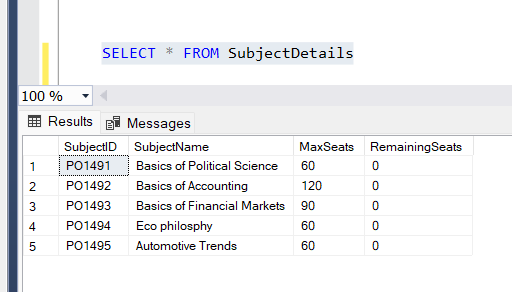 SELECT * FROM SubjectDetails
100 %
Results Messages
SubjectID SubjectName MaxSeats RemainingSeats
1 PO1491 Basics of Political Science 60 0
2 PO1492 Basics of Accounting 120 0
3 PO1493 Basics of Financial Markets 90 0
4 PO1494 Eco philosphy 60 0
5 PO1495 Automotive Trends 60 0